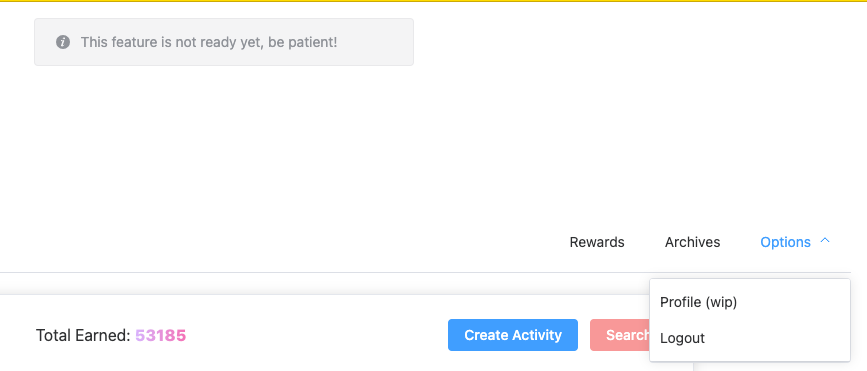 This feature is not ready yet, be patient!
Rewards Archives Options
Profile (wip)
Total Earned: 53185 Create Activity Search
Logout